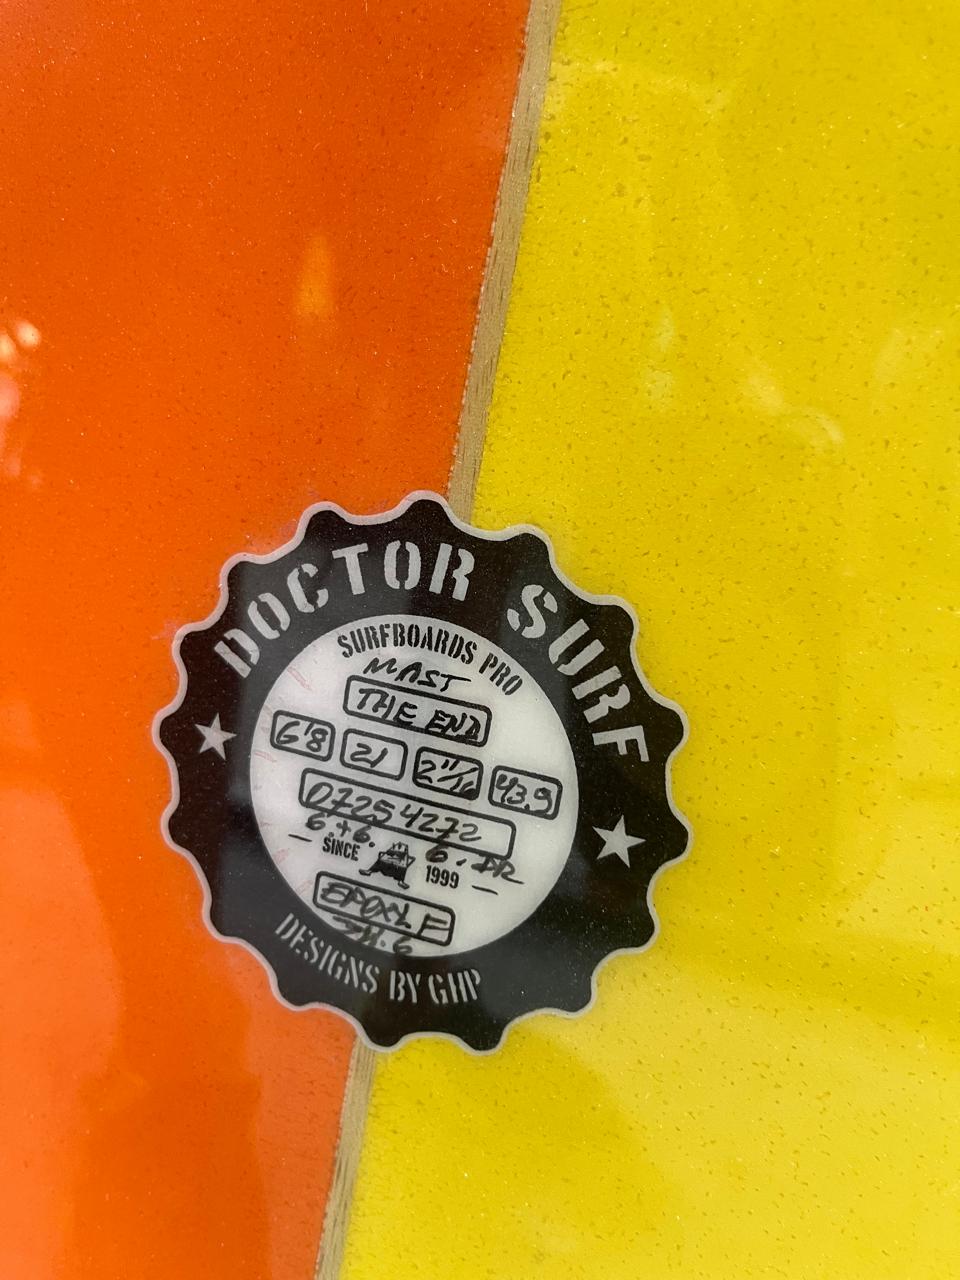 DOCTOR SURF
SURFBOARDS PRO
MAST
THE END
6'8 21 2"/16 43.9
07254272
6.+6. 6. DR
SINCE 1999
EPOXY F
DESIGNS BY GHP